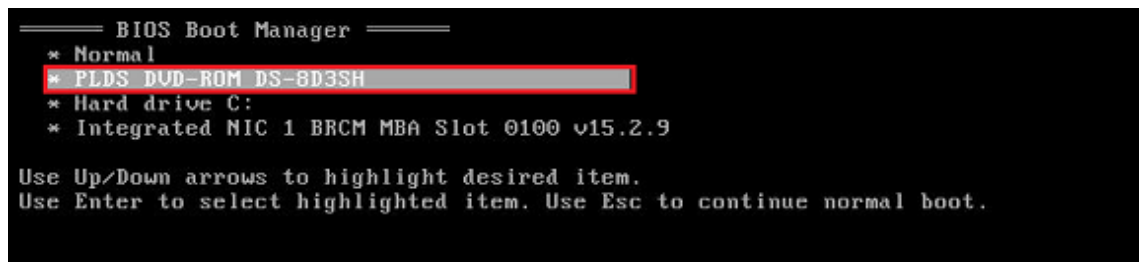 ══════ BIOS Boot Manager ══════
* Normal
* PLDS DVD-ROM DS-8D3SH
* Hard drive C:
* Integrated NIC 1 BRCM MBA Slot 0100 v15.2.9
Use Up/Down arrows to highlight desired item.
Use Enter to select highlighted item. Use Esc to continue normal boot.